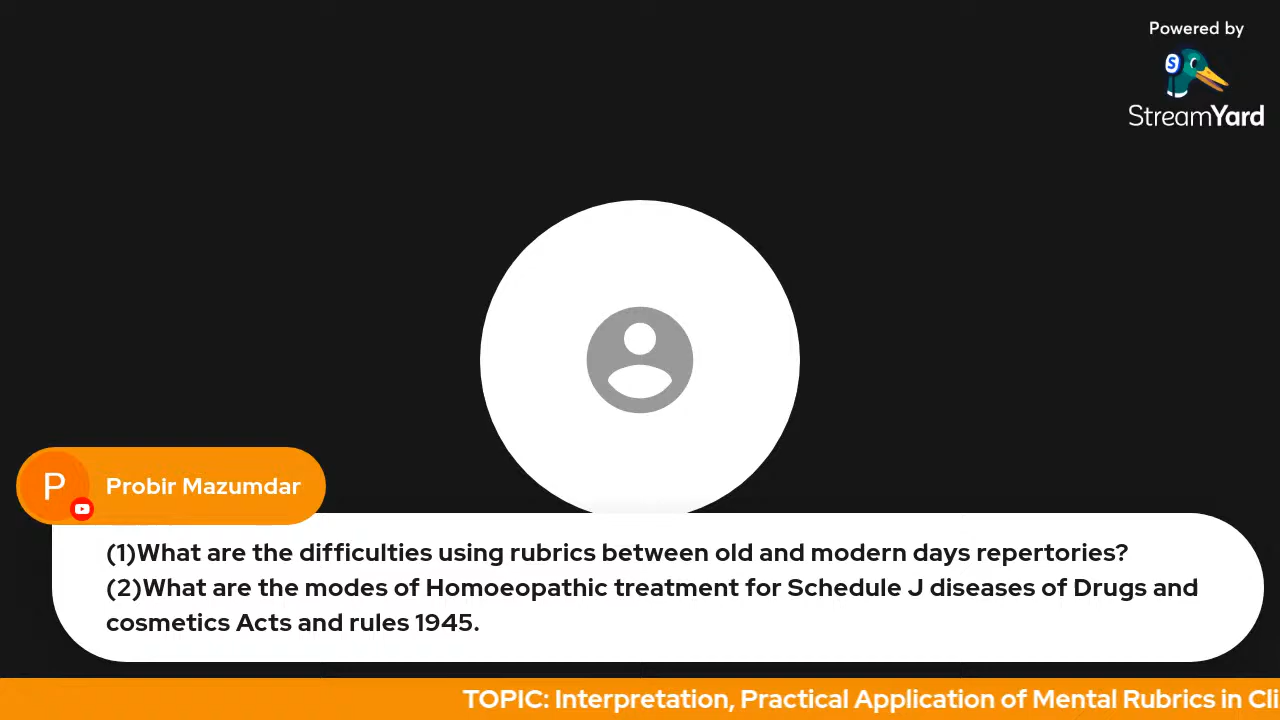 Powered by
S
StreamYard
P
Probir Mazumdar
(1)What are the difficulties using rubrics between old and modern days repertories?
(2)What are the modes of Homoeopathic treatment for Schedule J diseases of Drugs and
cosmetics Acts and rules 1945.
TOPIC: Interpretation, Practical Application of Mental Rubrics in Cli